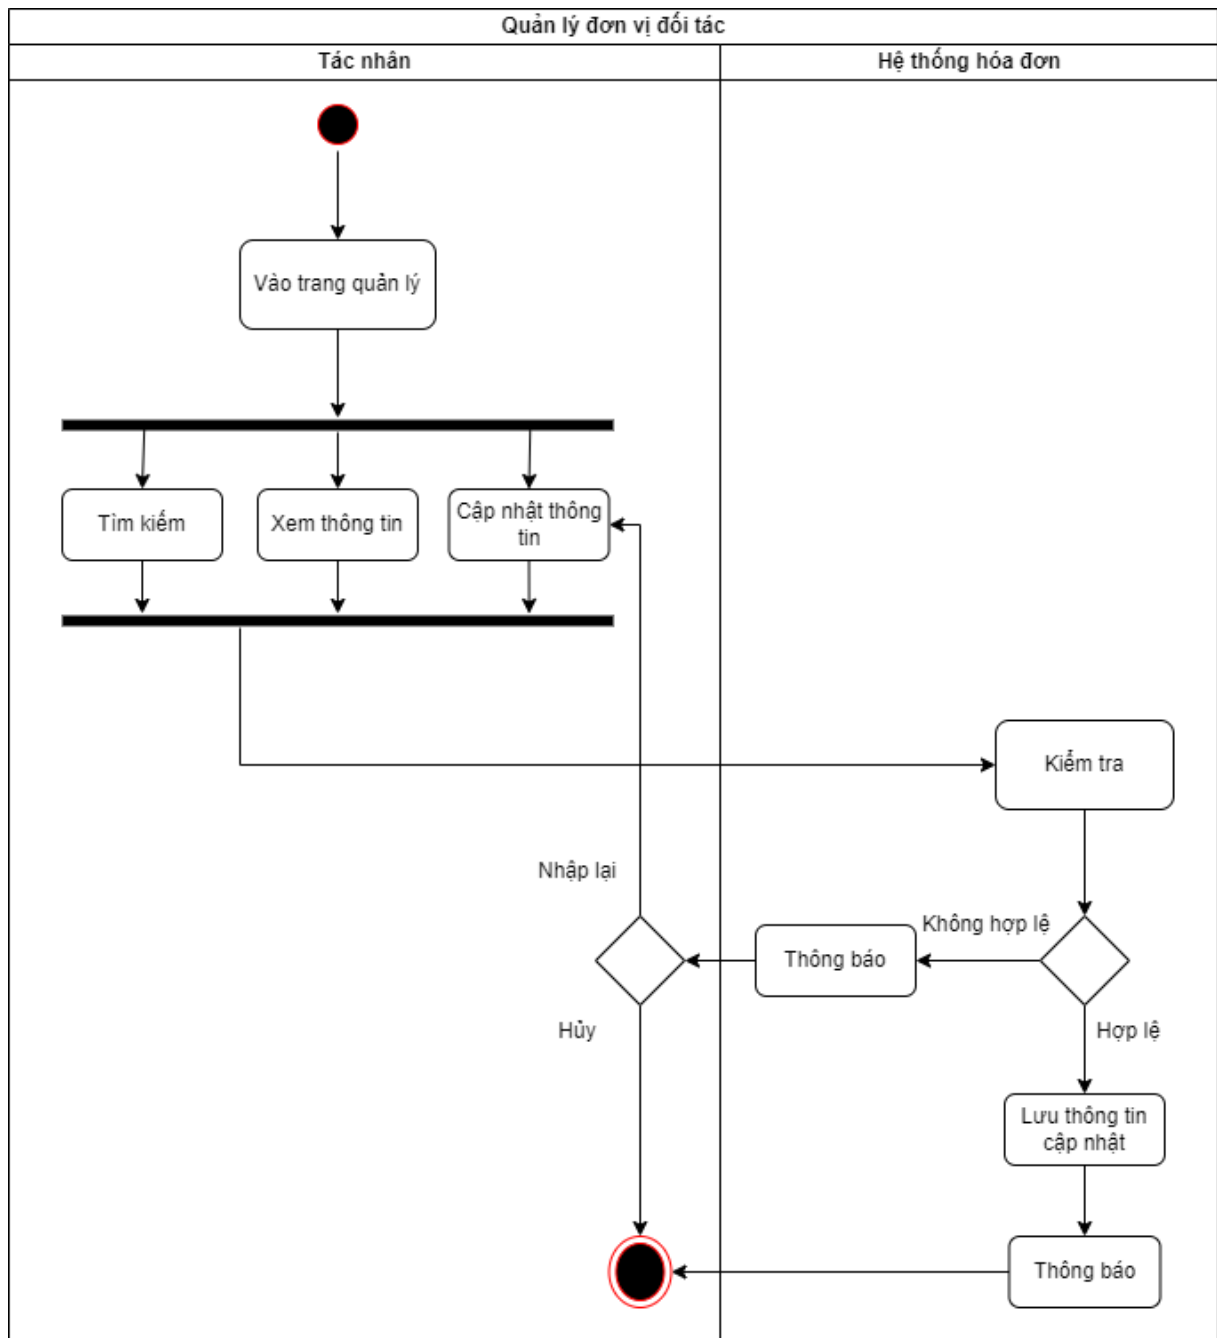 Quản lý đơn vị đối tác
Tác nhân
Hệ thống hóa đơn
Vào trang quản lý
Tìm kiếm
Xem thông tin
Cập nhật thông
tin
Kiểm tra
Nhập lại
Không hợp lệ
Thông báo
Hủy
Hợp lệ
Lưu thông tin
cập nhật
Thông báo